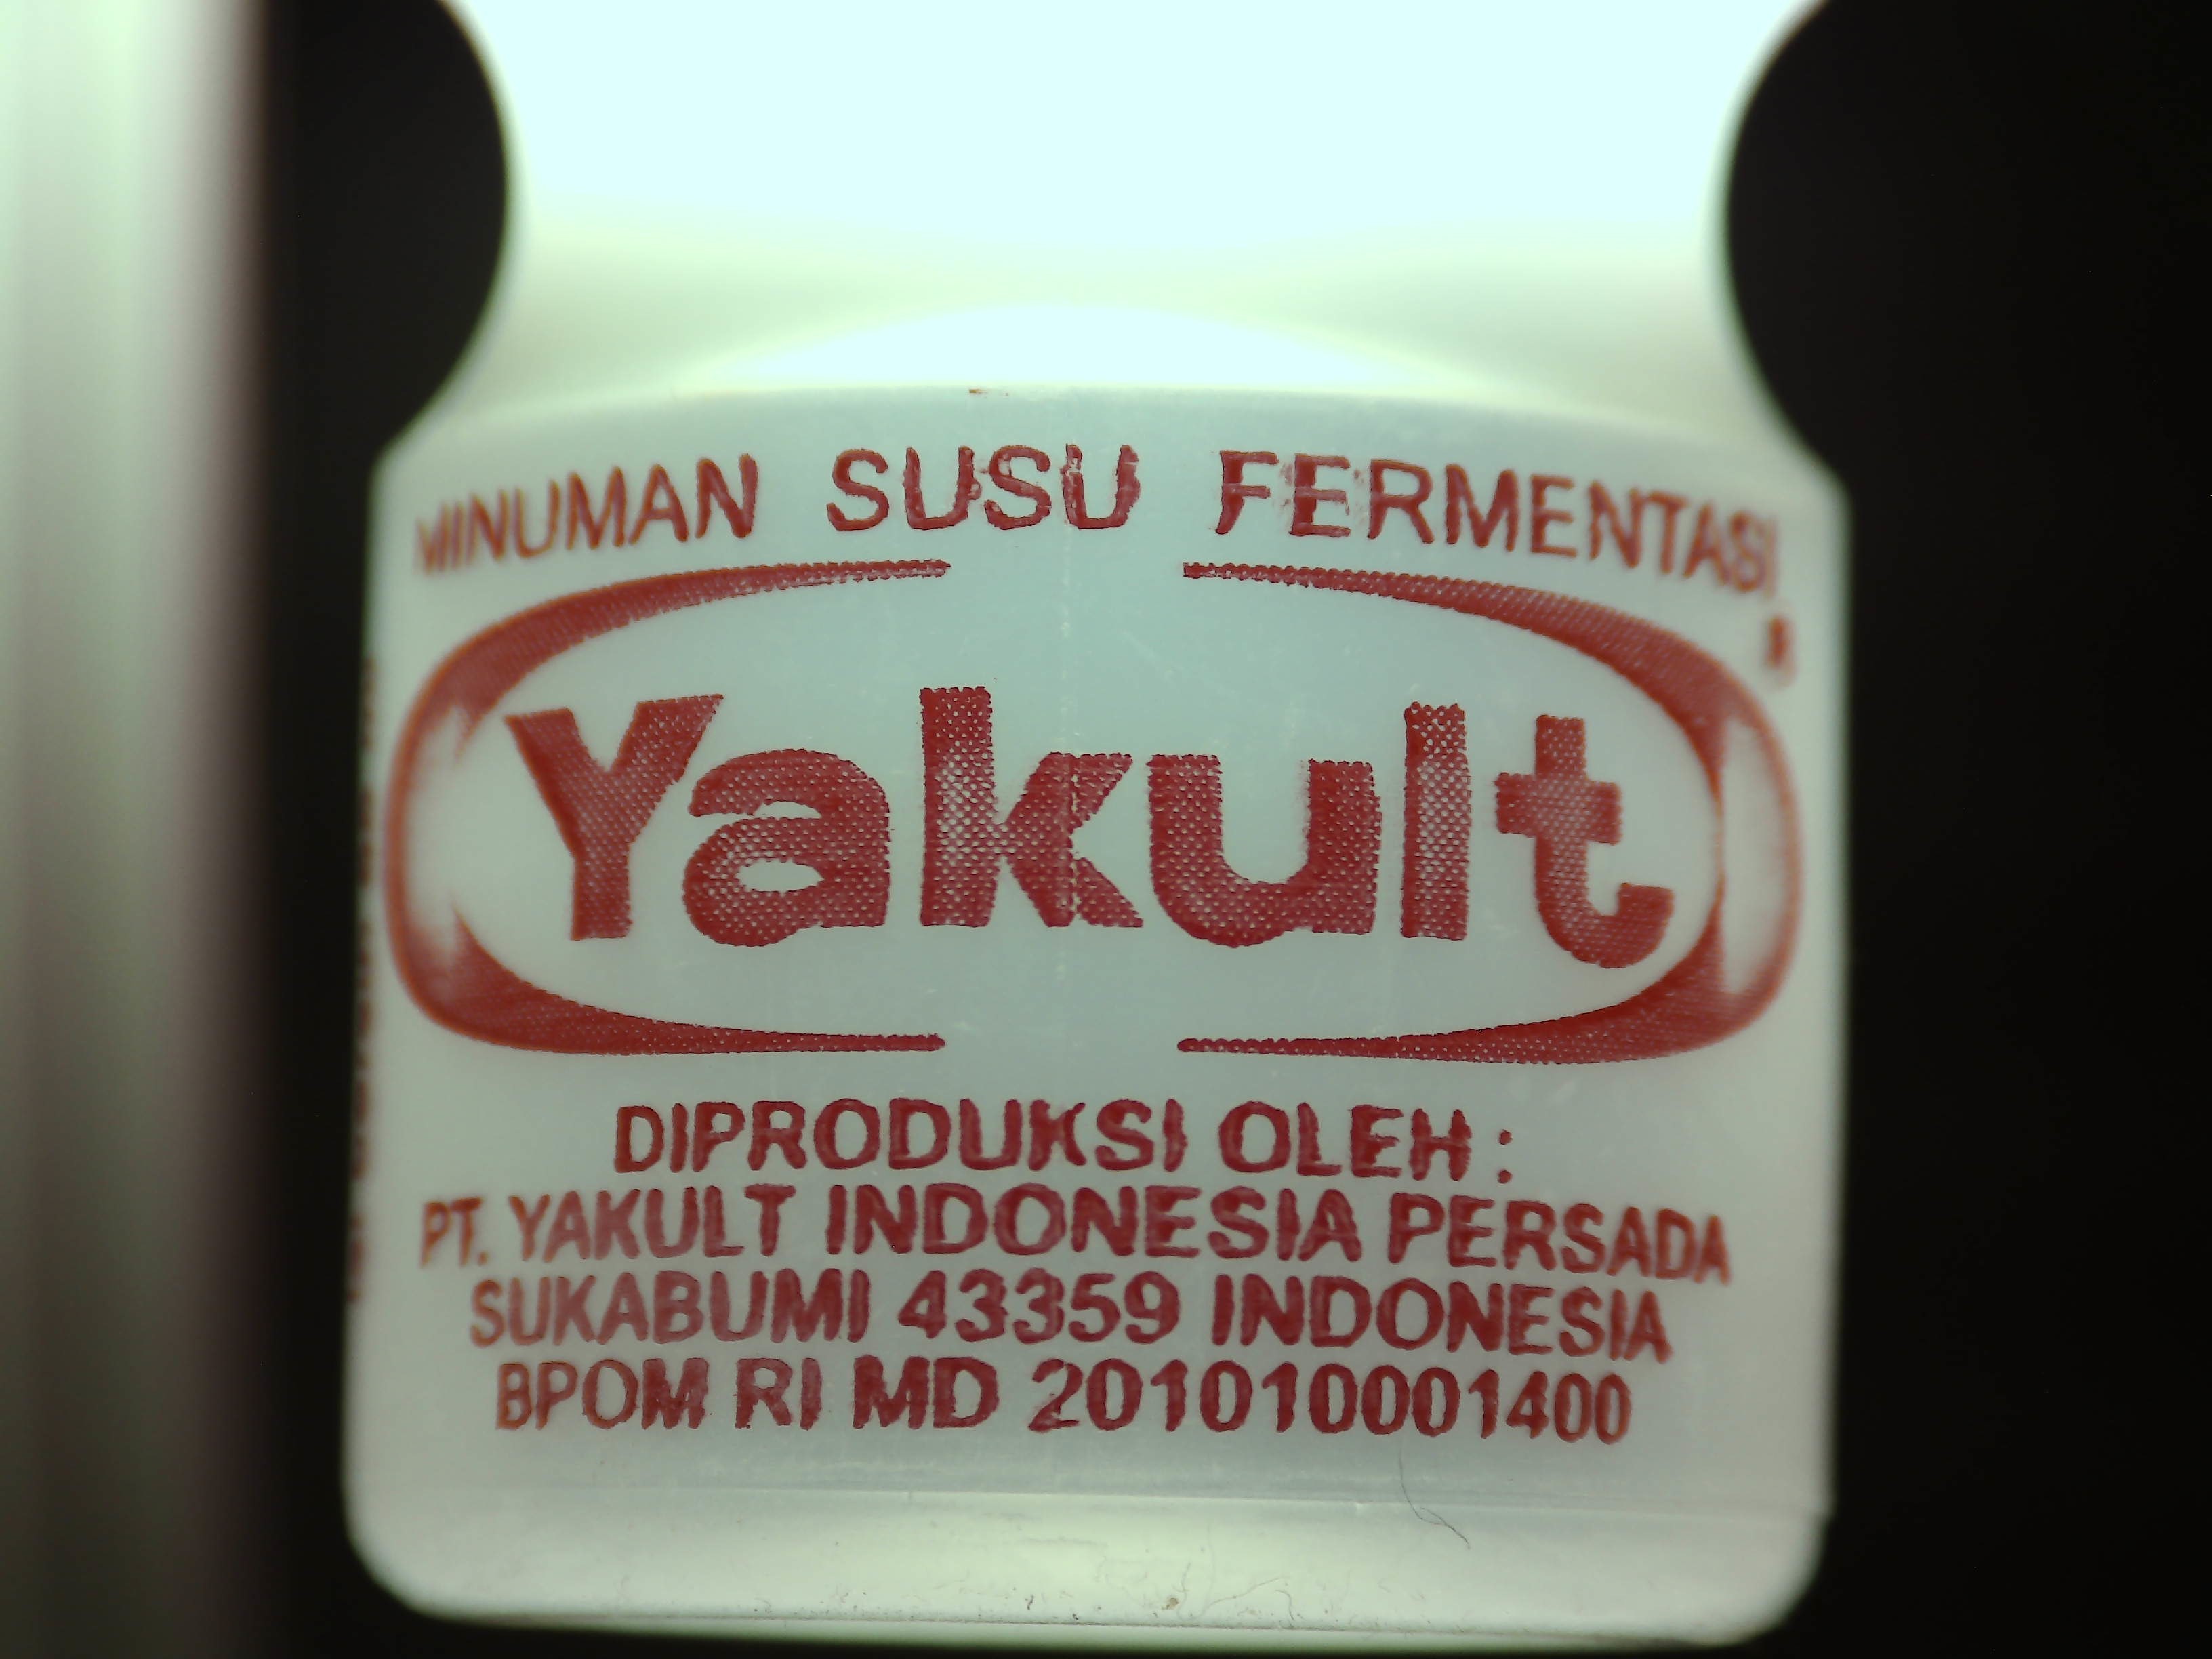 MINUMAN SUSU FERMENTASI
Yakult
DIPRODUKSI OLEH :
PT. YAKULT INDONESIA PERSADA
SUKABUMI 43359 INDONESIA
BPOM RI MD 201010001400